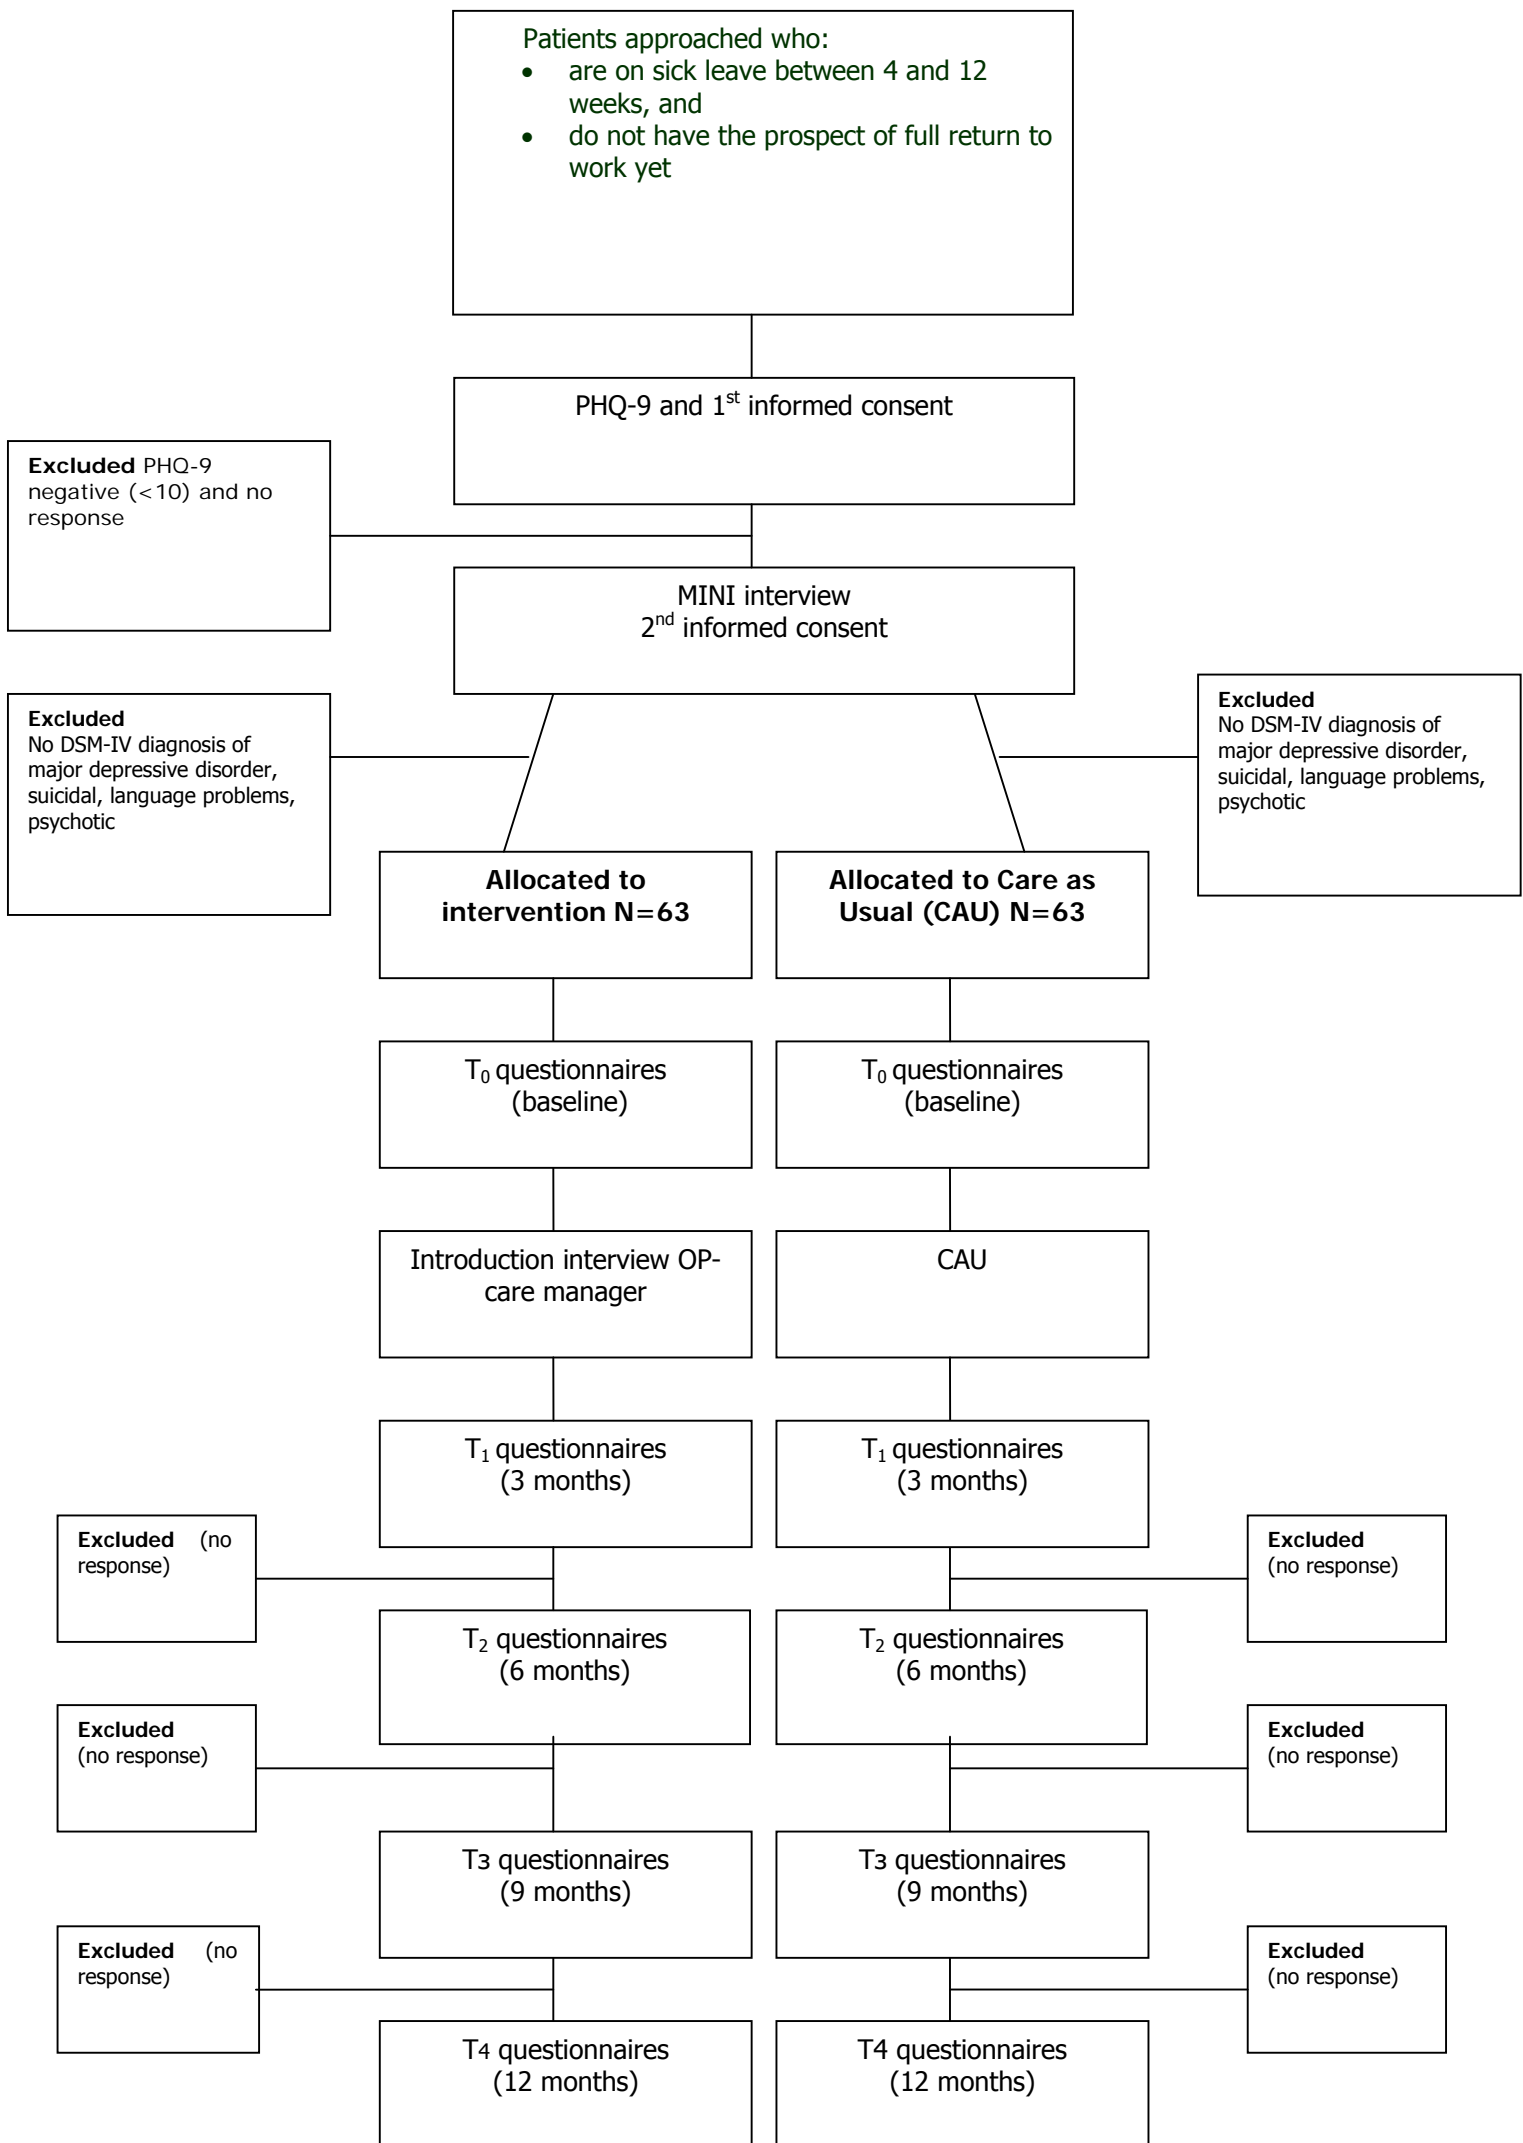 Patients approached who:
• are on sick leave between 4 and 12
weeks, and
• do not have the prospect of full return to
work yet
PHQ-9 and 1st informed consent
Excluded PHQ-9
negative (<10) and no
response
MINI interview
2nd informed consent
Excluded
No DSM-IV diagnosis of
major depressive disorder,
suicidal, language problems,
psychotic
Excluded
No DSM-IV diagnosis of
major depressive disorder,
suicidal, language problems,
psychotic
Allocated to
intervention N=63
Allocated to Care as
Usual (CAU) N=63
T0 questionnaires
(baseline)
T0 questionnaires
(baseline)
Introduction interview OP-
care manager
CAU
T1 questionnaires
(3 months)
T1 questionnaires
(3 months)
Excluded (no
response)
Excluded
(no response)
T2 questionnaires
(6 months)
T2 questionnaires
(6 months)
Excluded
(no response)
Excluded
(no response)
T3 questionnaires
(9 months)
T3 questionnaires
(9 months)
Excluded (no
response)
Excluded
(no response)
T4 questionnaires
(12 months)
T4 questionnaires
(12 months)